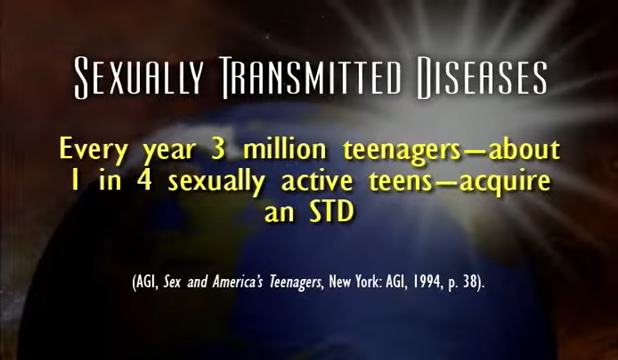 SEXUALLY TRANSMITTED DISEASES
Every year 3 million teenagers—about
1 in 4 sexually active teens—acquire
an STD
(AGI, Sex and America's Teenagers, New York: AGI, 1994, p. 38).